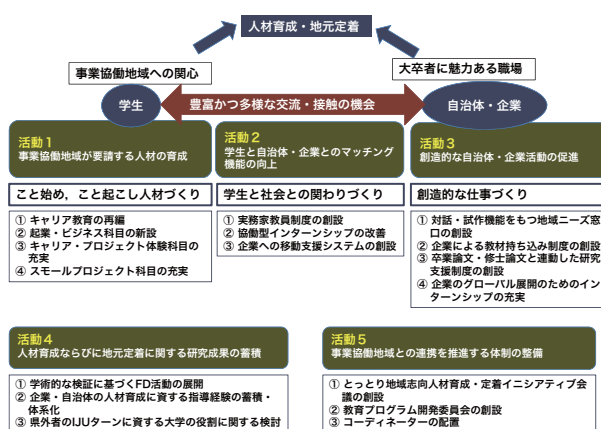 人材育成・地元定着
事業協働地域への関心
大卒者に魅力ある職場
学生
豊富かつ多様な交流・接触の機会
自治体・企業
活動１
事業協働地域が要請する人材の育成
こと始め，こと起こし人材づくり
① キャリア教育の再編
② 起業・ビジネス科目の新設
③ キャリア・プロジェクト体験科目の
充実
④ スモールプロジェクト科目の充実
活動２
学生と自治体・企業とのマッチング
機能の向上
学生と社会との関わりづくり
① 実務家教員制度の創設
② 協働型インターンシップの改善
③ 企業への移動支援システムの創設
活動３
創造的な自治体・企業活動の促進
創造的な仕事づくり
① 対話・試作機能をもつ地域ニーズ窓
口の創設
② 企業による教材持ち込み制度の創設
③ 卒業論文・修士論文と連動した研究
支援制度の創設
④ 企業のグローバル展開のためのイン
ターンシップの充実
活動４
人材育成ならびに地元定着に関する研究成果の蓄積
① 学術的な検証に基づくFD活動の展開
② 企業・自治体の人材育成に資する指導経験の蓄積・
体系化
③ 県外者のIJUターンに資する大学の役割に関する検討
活動５
事業協働地域との連携を推進する体制の整備
① とっとり地域志向人材育成・定着イニシアティブ会
議の創設
② 教育プログラム開発委員会の創設
③ コーディネーターの配置